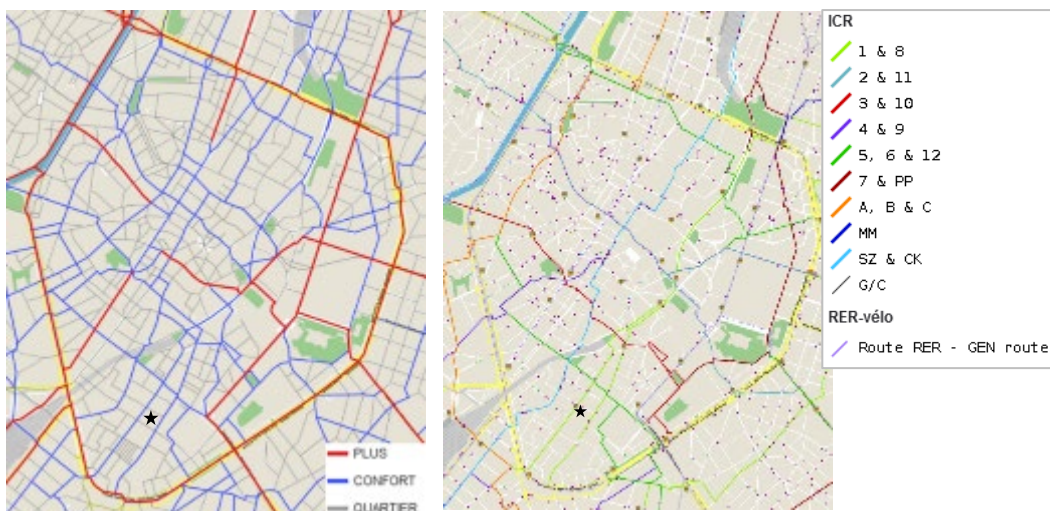 PLUS
CONFORT
QUARTIER
ICR
1 & 8
2 & 11
3 & 10
4 & 9
5, 6 & 12
7 & PP
A, B & C
MM
SZ & CK
G/C
RER-vélo
Route RER - GEN route